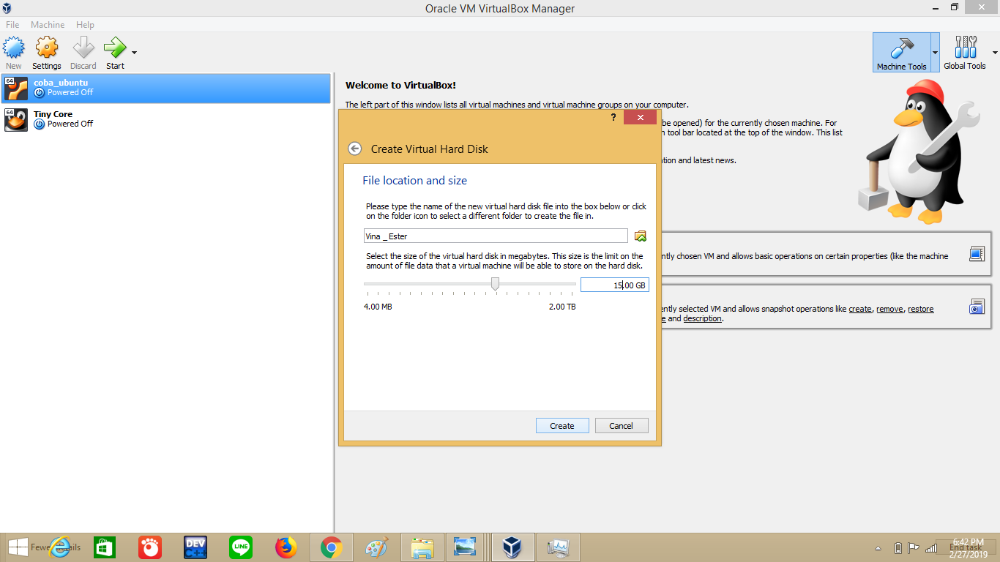 Oracle VM VirtualBox Manager
File Machine Help
New Settings Discard Start
Machine Tools Global Tools
64 coba_ubuntu
Powered Off
64 Tiny Core
Powered Off
Welcome to VirtualBox!
The left part of this window lists all virtual machines and virtual machine groups on your computer.
be opened) for the currently chosen machine. For
tool bar located at the top of the window. This list
and latest news.
?
Create Virtual Hard Disk
File location and size
Please type the name of the new virtual hard disk file into the box below or click
on the folder icon to select a different folder to create the file in.
Vina _ Ester
Select the size of the virtual hard disk in megabytes. This size is the limit on the
amount of file data that a virtual machine will be able to store on the hard disk.
15,00 GB
4.00 MB 2.00 TB
chosen VM and allows basic operations on certain properties (like the machine
selected VM and allows snapshot operations like create, remove, restore
and description.
Create Cancel
Fewer details
DEV
C++
LINE
End task
6:42 PM
2/27/2019